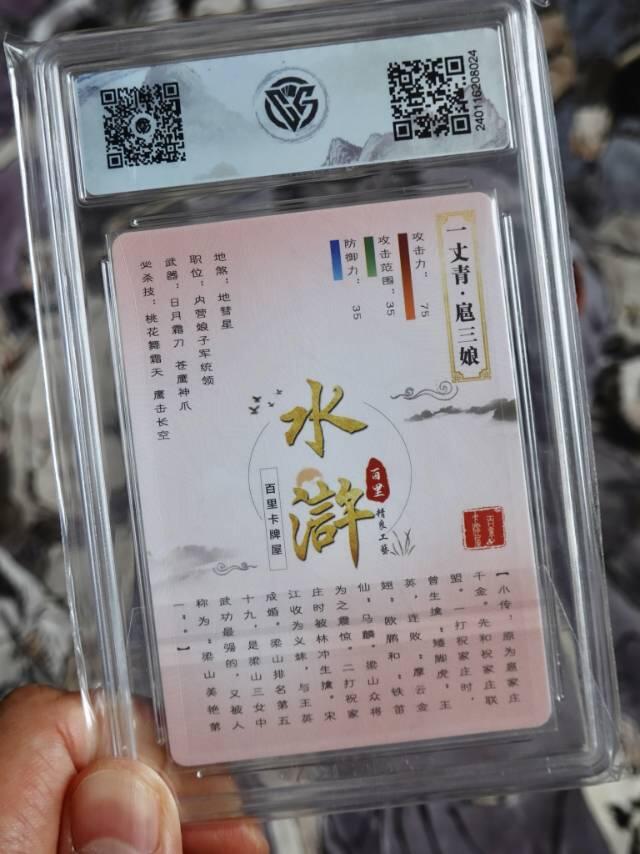 240116208024
一丈青·扈三娘
攻击力：75
攻击范围：35
防御力：35
地煞：地彗星
职位：内营娘子军统领
武器：日月霜刀 苍鹰神爪
必杀技：桃花舞霜天 鹰击长空
水浒
百里
精良工艺
百里卡牌屋
【小传：原为扈家庄
千金。先和祝家庄联
盟。一打祝家庄时，
曾生擒“矮脚虎”王
英，连败“摩云金
翅”欧鹏和“铁笛
仙”马麟。梁山众将
为之震惊。二打祝家
庄时被林冲生擒。宋
江收为义妹，与王英
成婚。梁山排名第五
十九，是梁山三女中
武功最强的，又被人
称为“梁山美艳第
一”。】